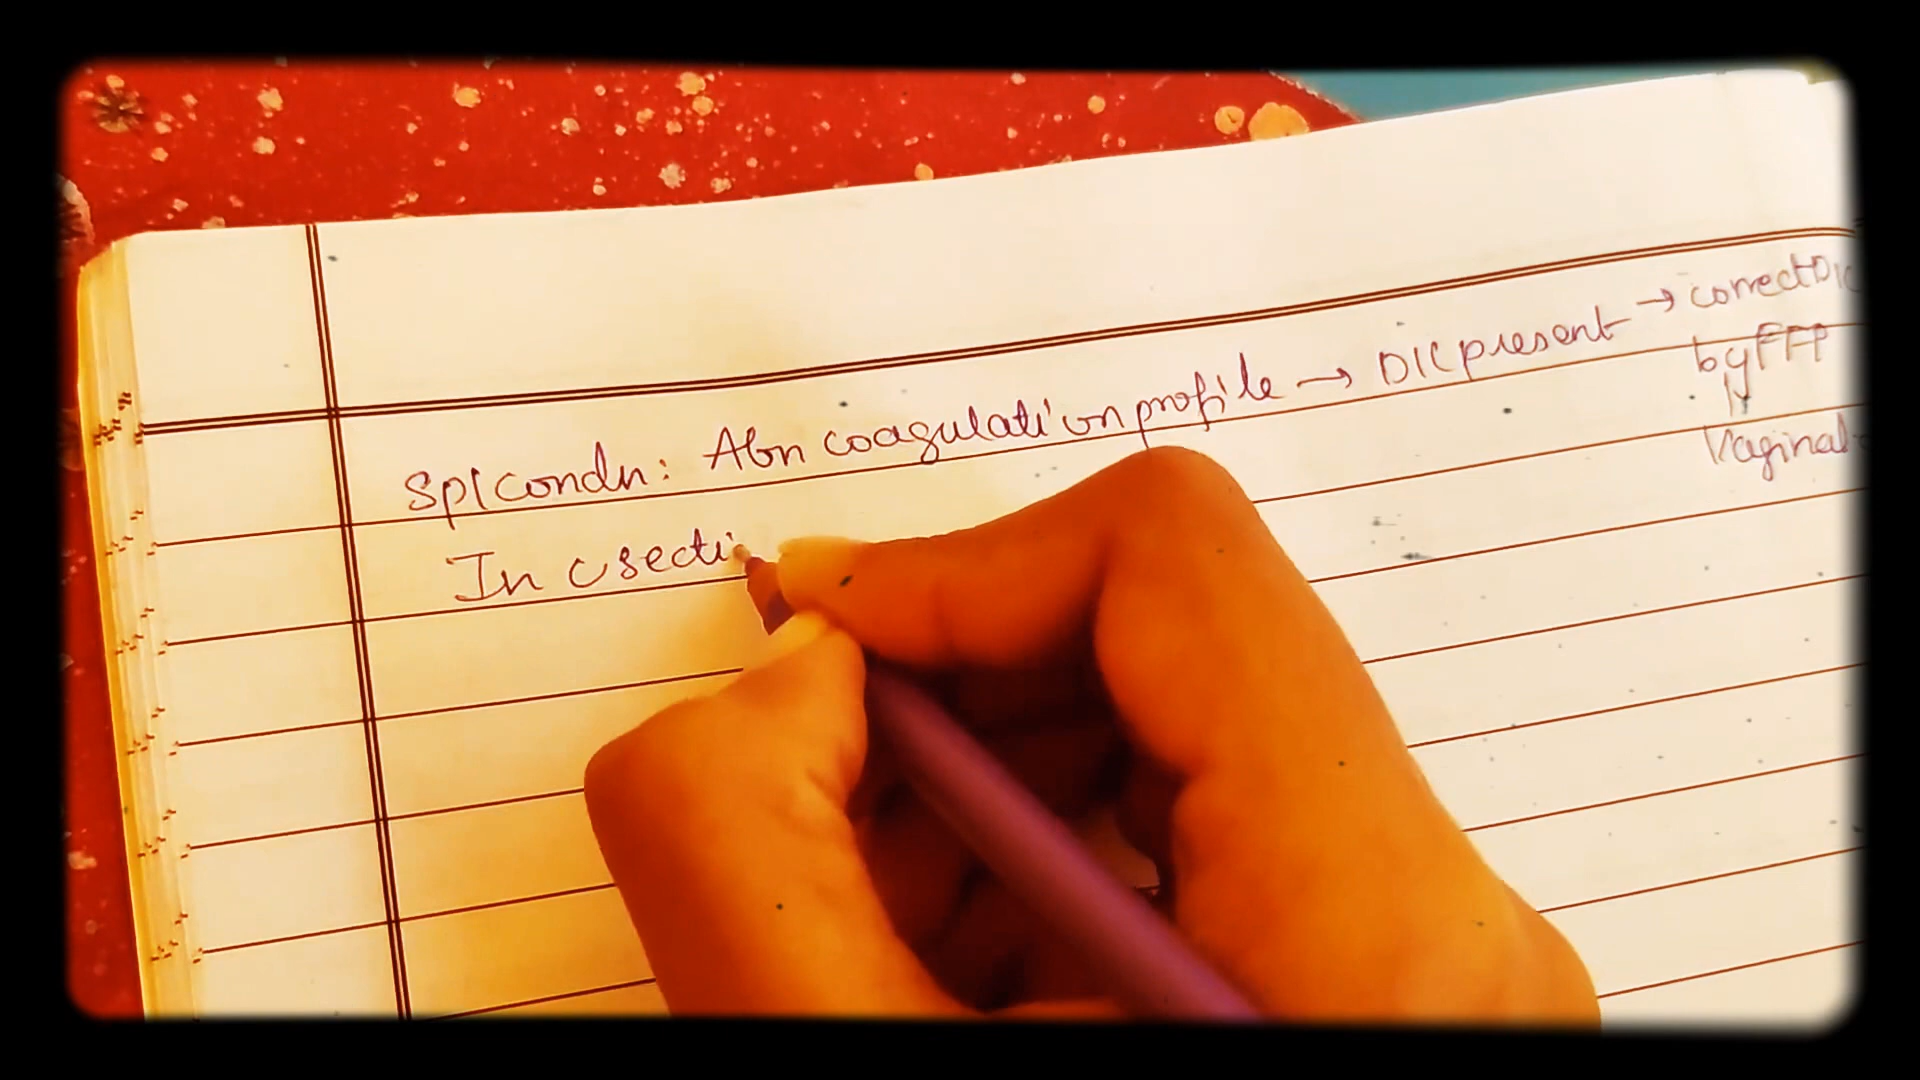 Spl condn: Abn coagulation profile → DIC present → correct DIC
by FFP
↓
Vaginal
In c secti